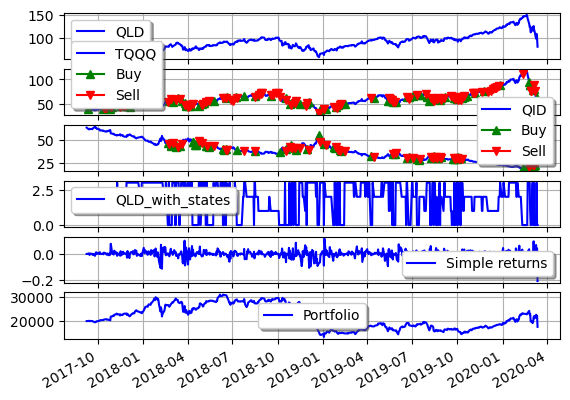 150
100
QLD
100
50
TQQQ
Buy
Sell
50
25
QID
Buy
Sell
2.5
0.0
QLD_with_states
0.0
−0.2
Simple returns
30000
20000
Portfolio
2017-10
2018-01
2018-04
2018-07
2018-10
2019-01
2019-04
2019-07
2019-10
2020-01
2020-04